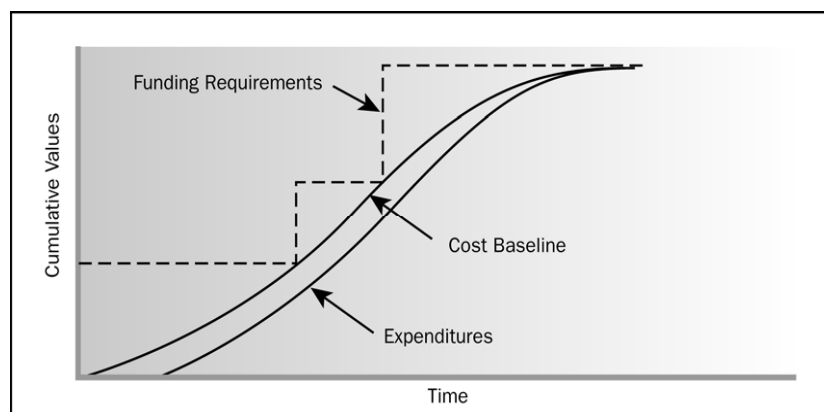 Funding Requirements
Cumulative Values
Cost Baseline
Expenditures
Time